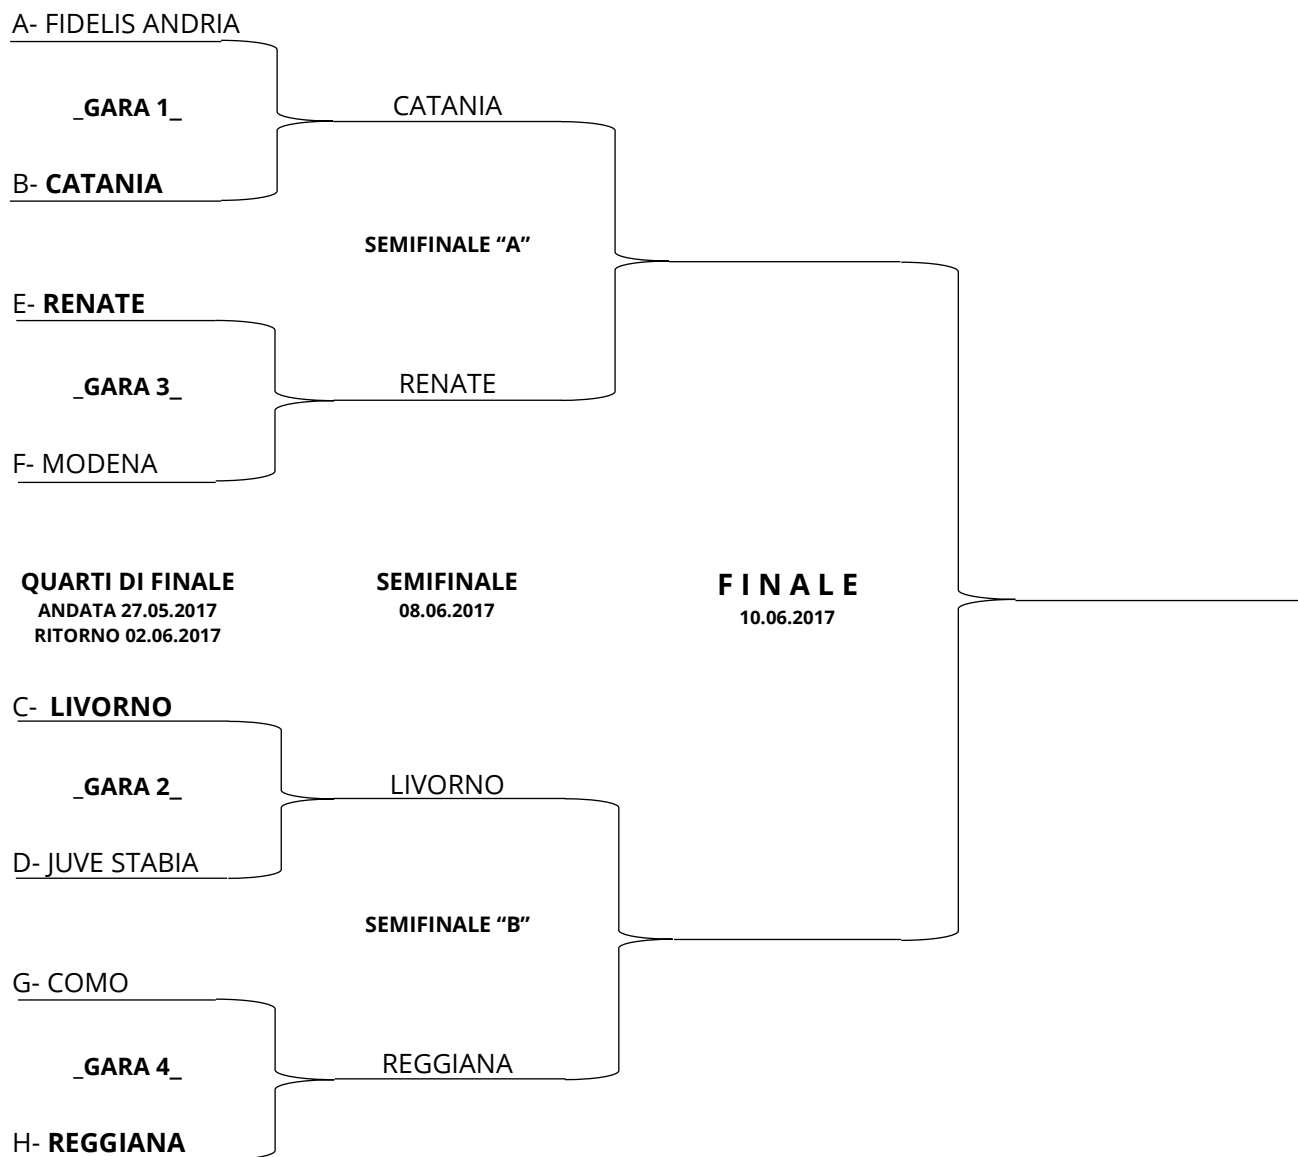 A- FIDELIS ANDRIA
_GARA 1_
CATANIA
B- CATANIA
SEMIFINALE “A”
E- RENATE
_GARA 3_
RENATE
F- MODENA
QUARTI DI FINALE
ANDATA 27.05.2017
RITORNO 02.06.2017
SEMIFINALE
08.06.2017
F I N A L E
10.06.2017
C- LIVORNO
_GARA 2_
LIVORNO
D- JUVE STABIA
SEMIFINALE “B”
G- COMO
_GARA 4_
REGGIANA
H- REGGIANA